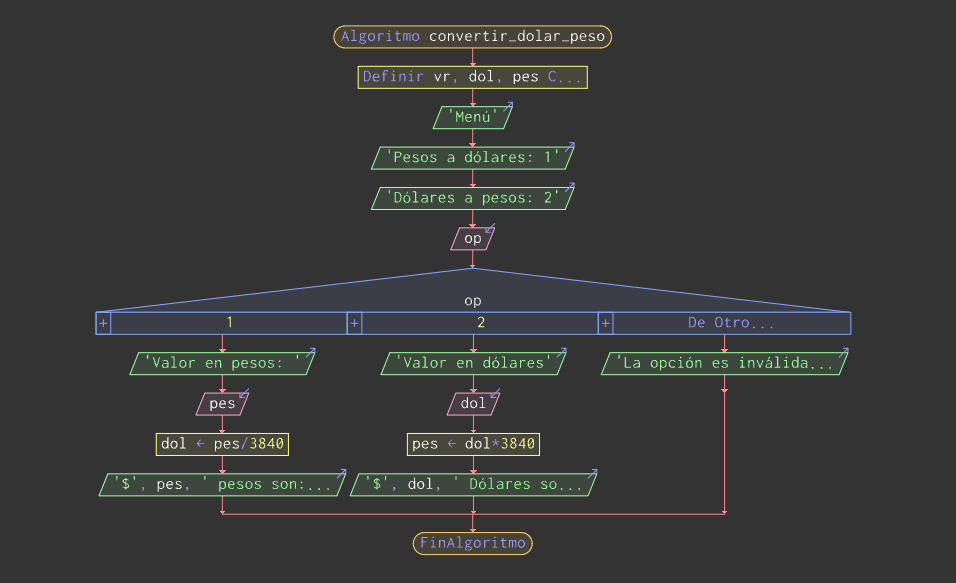 Algoritmo convertir_dolar_peso
Definir vr, dol, pes C...
'Menú'
'Pesos a dólares: 1'
'Dólares a pesos: 2'
op
op
+ 1 + 2 + De Otro...
'Valor en pesos: ' 'Valor en dólares' 'La opción es inválida...
pes dol
dol ← pes/3840 pes ← dol*3840
'$', pes, ' pesos son:... '$', dol, ' Dólares so...
FinAlgoritmo